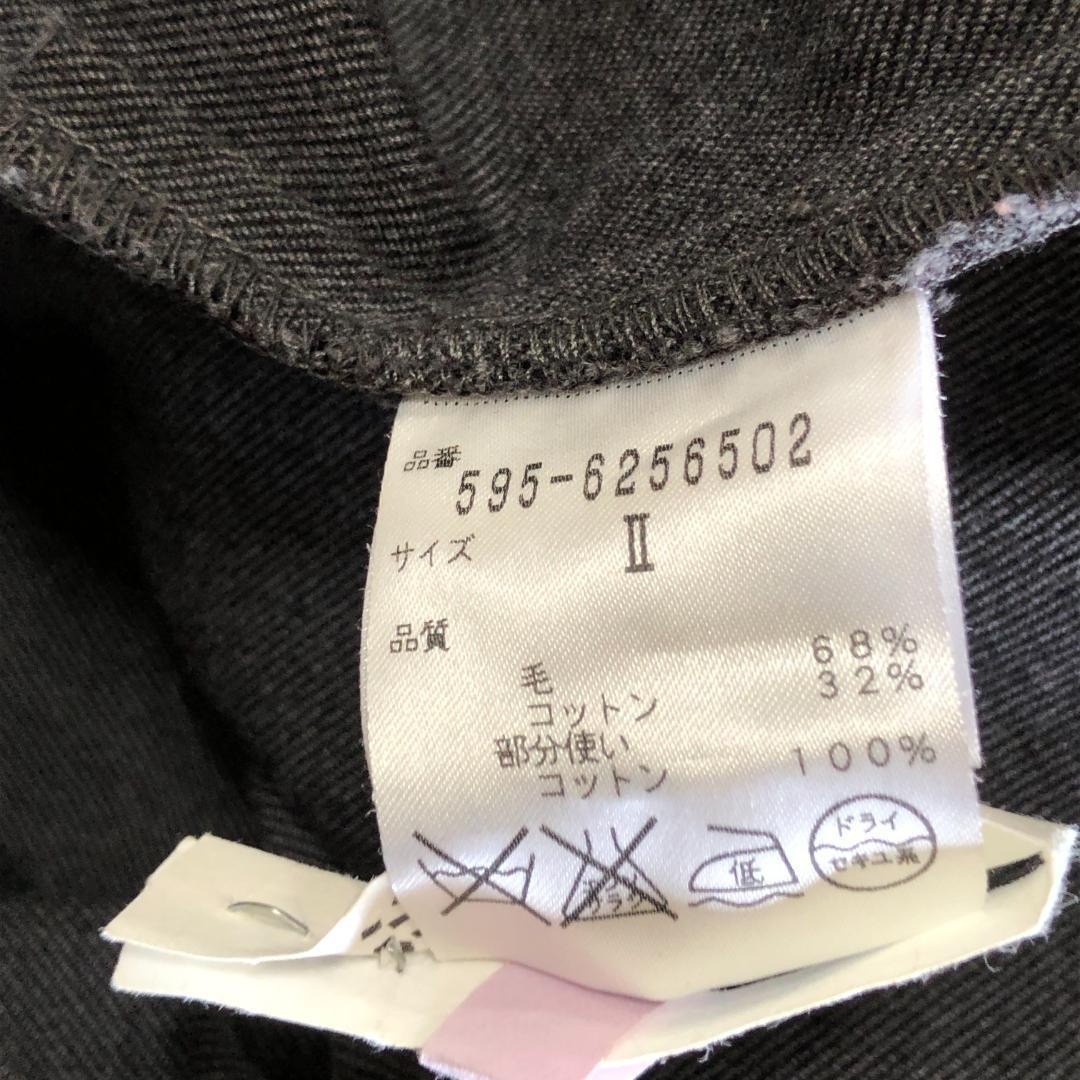 品番 595-6256502
サイズ II
品質
毛 68%
コットン 32%
部分使い
コットン 100%
低
ドライ
セキユ系